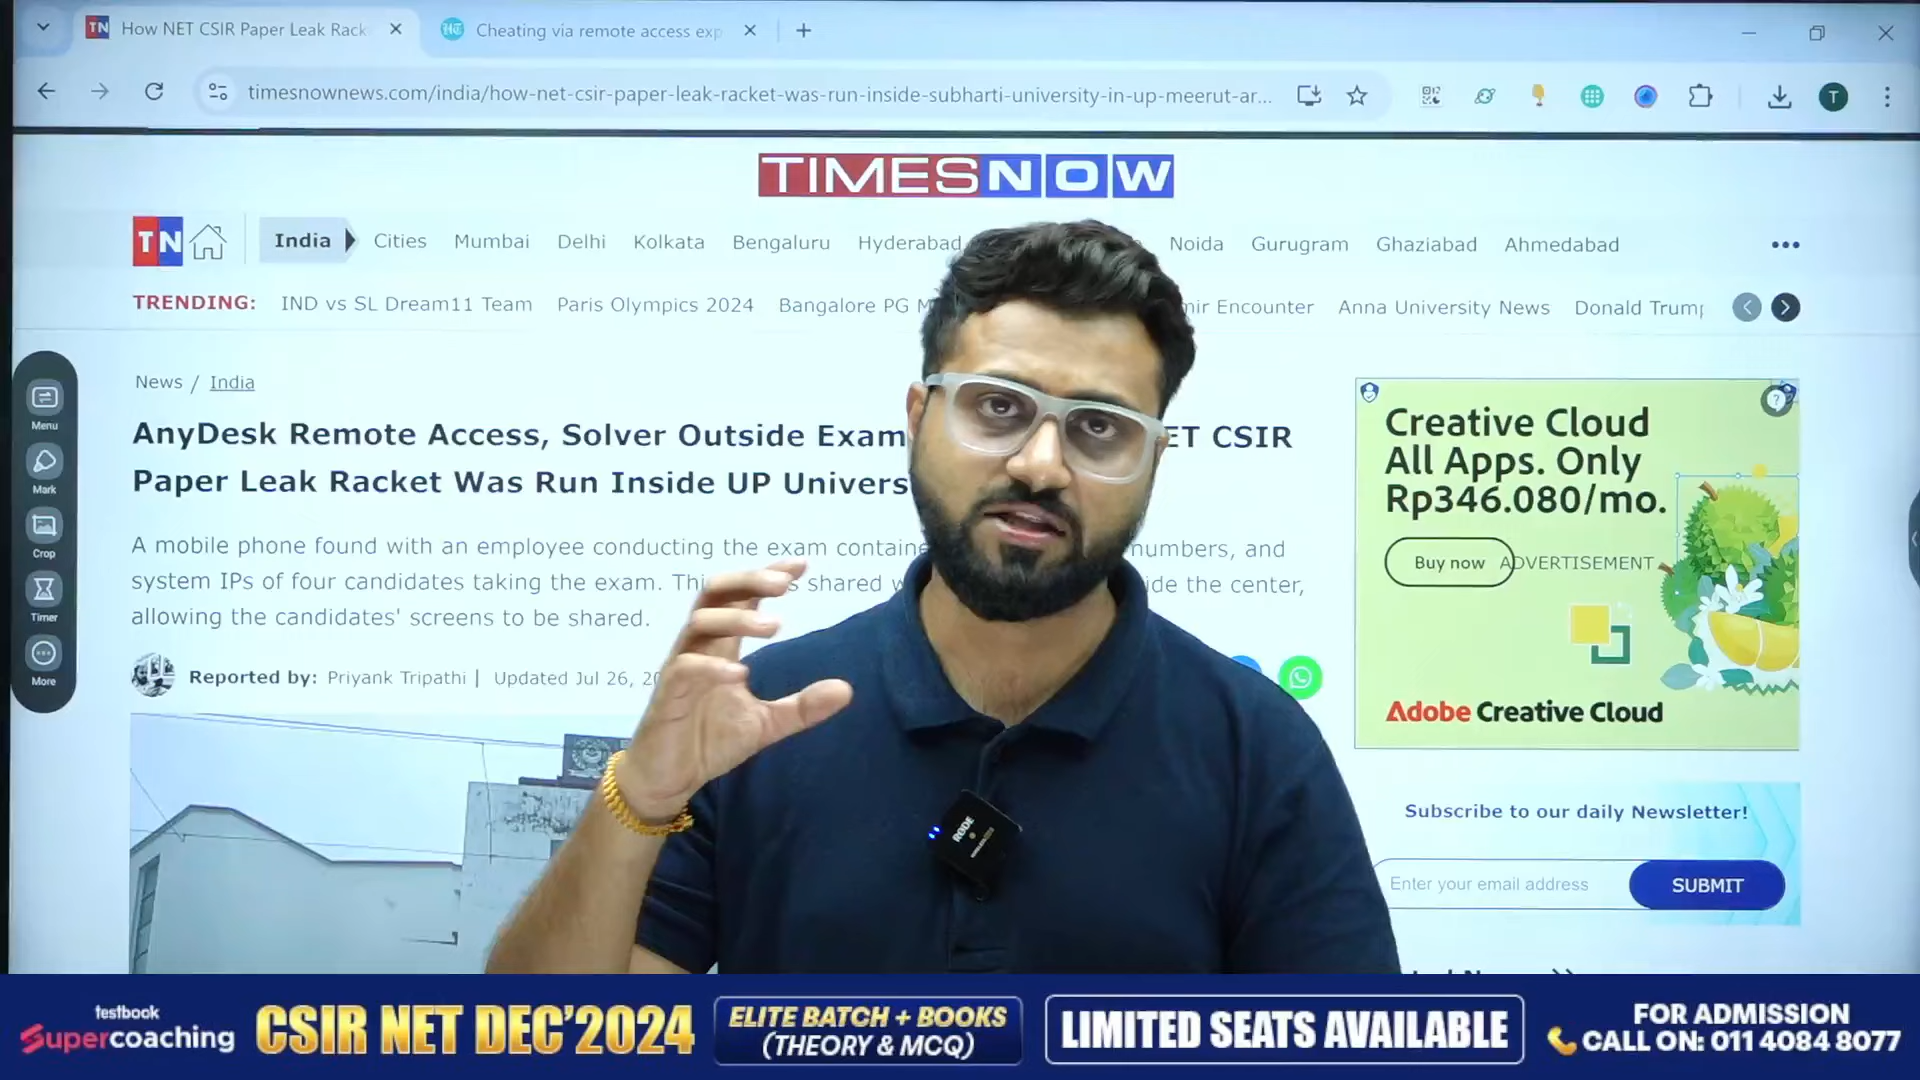 TN How NET CSIR Paper Leak Rack
HT Cheating via remote access exp
timesnownews.com/india/how-net-csir-paper-leak-racket-was-run-inside-subharti-university-in-up-meerut-ar...
T
TIMES NOW
TN
India Cities Mumbai Delhi Kolkata Bengaluru Hyderabad Noida Gurugram Ghaziabad Ahmedabad
TRENDING: IND vs SL Dream11 Team Paris Olympics 2024 Bangalore PG M Encounter Anna University News Donald Trump
News / India
AnyDesk Remote Access, Solver Outside Exam ET CSIR
Paper Leak Racket Was Run Inside UP Univers
A mobile phone found with an employee conducting the exam containe numbers, and
system IPs of four candidates taking the exam. Thi s shared w ide the center,
allowing the candidates' screens to be shared.
Reported by: Priyank Tripathi | Updated Jul 26, 20
Menu
Mark
Crop
Timer
More
Creative Cloud
All Apps. Only
Rp346.080/mo.
Buy now ADVERTISEMENT
Adobe Creative Cloud
Subscribe to our daily Newsletter!
Enter your email address SUBMIT
RØDE
testbook
Supercoaching
CSIR NET DEC'2024
ELITE BATCH + BOOKS
(THEORY & MCQ)
LIMITED SEATS AVAILABLE
FOR ADMISSION
CALL ON: 011 4084 8077